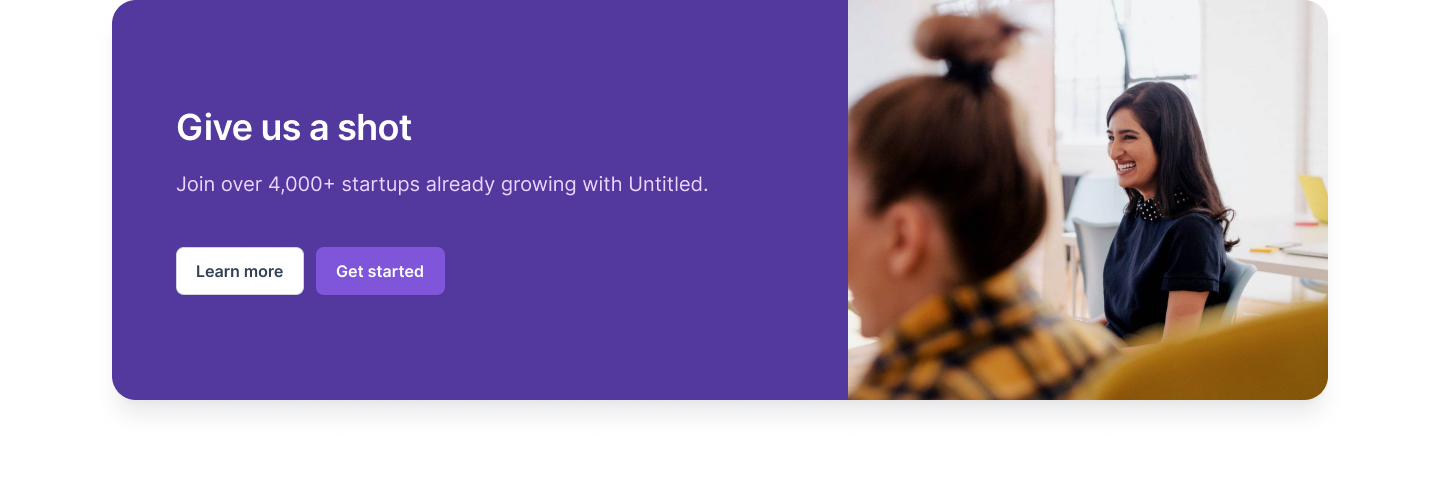 Give us a shot
Join over 4,000+ startups already growing with Untitled.
Learn more
Get started